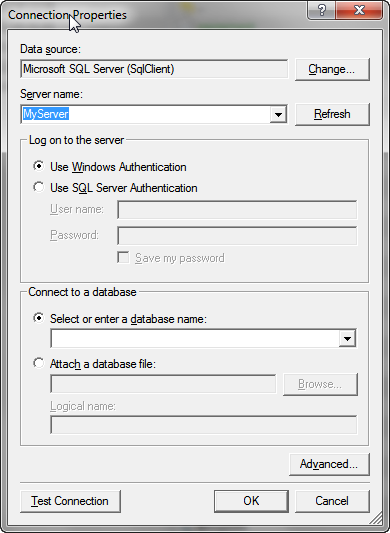 Connection Properties
Data source:
Microsoft SQL Server (SqlClient)
Change...
Server name:
MyServer
Refresh
Log on to the server
Use Windows Authentication
Use SQL Server Authentication
User name:
Password:
Save my password
Connect to a database
Select or enter a database name:
Attach a database file:
Browse...
Logical name:
Advanced...
Test Connection
OK
Cancel